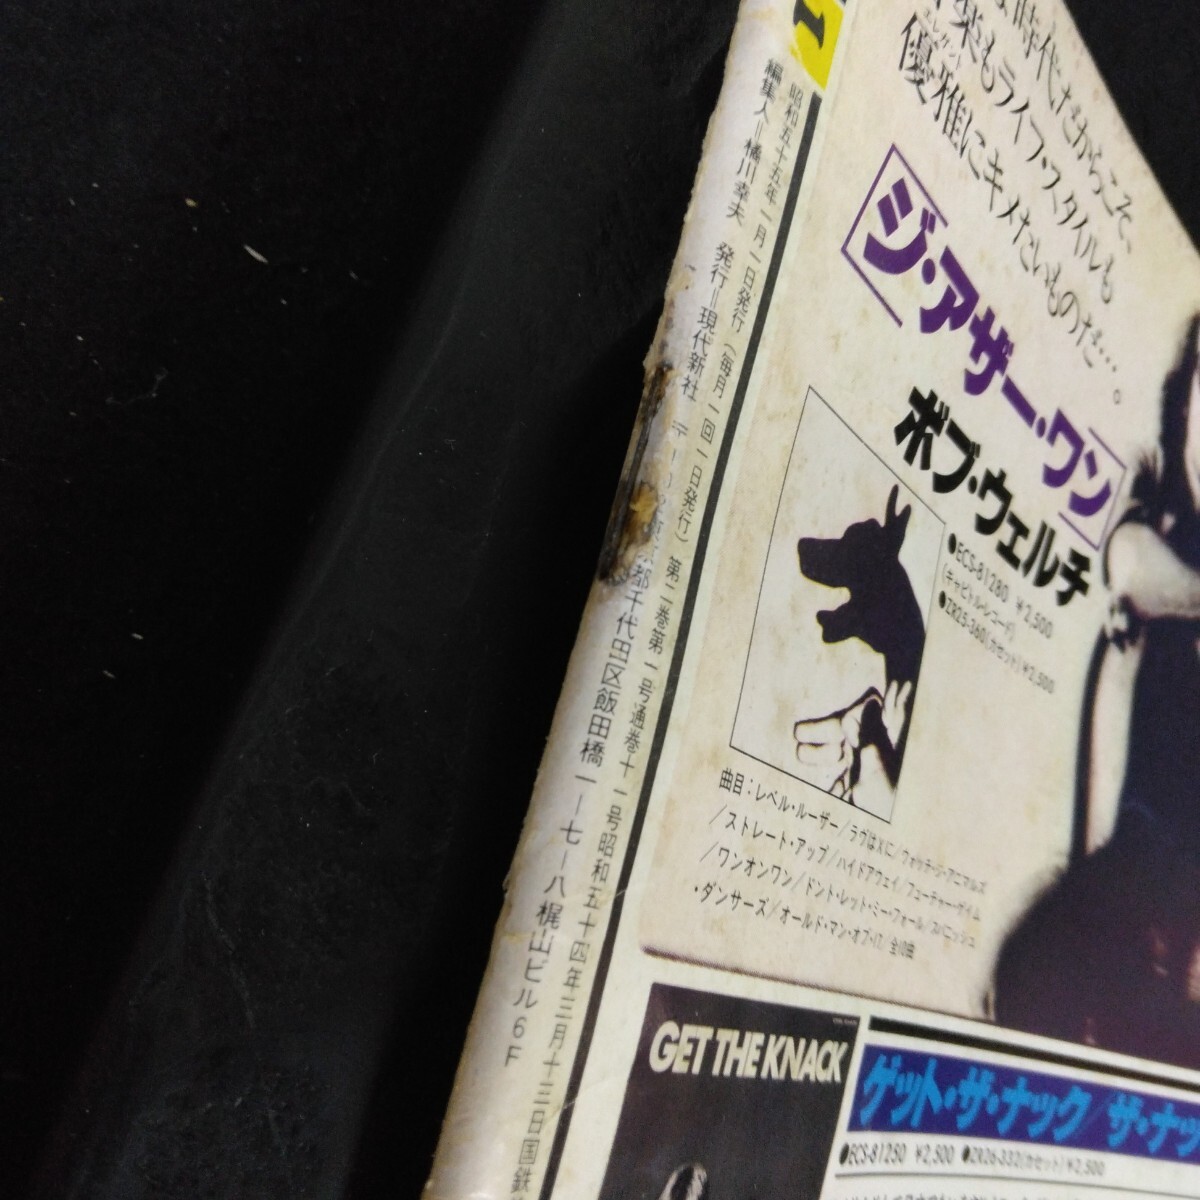 昭和五十五年一月一日発行（毎月一回一日発行）第二巻第一号通巻十一号昭和五十四年三月十三日国鉄
編集人＝橘川幸夫　発行＝現代新社
都千代田区飯田橋一ー七ー八梶山ビル6F
時代だからこそ、
楽もライフ・スタイルも
優雅にキメたいものだ…。
エレガント
ジ・アザー・ワン
ボブ・ウェルチ
●ECS-81280 ¥2,500
(キャピトル・レコード)
●ZR25-360(カセット)¥2,500
曲目：レベル・ルーザー/ラヴはXに/ウォッチ・ジ・アニマルズ
/ストレート・アップ/ハイドアウェイ/フューチャー・ゲイム
/ワンオンワン/ドント・レット・ミー・フォール/スパニッシュ
・ダンサーズ/オールド・マン・オブ・17/全10曲
GET THE KNACK
ゲット・ザ・ナック/ザ・ナッ
●ECS-81250 ¥2,500 ●ZR26-332(カセット)¥2,500